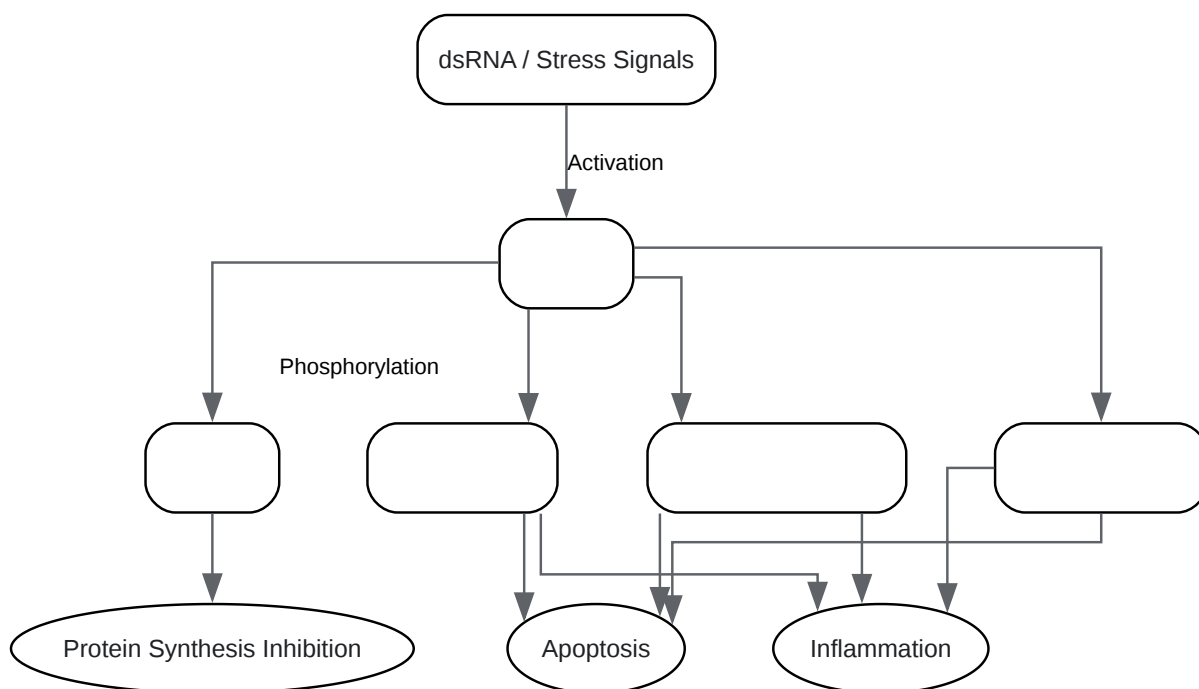 dsRNA / Stress Signals
Activation
Phosphorylation
Protein Synthesis Inhibition
Apoptosis
Inflammation